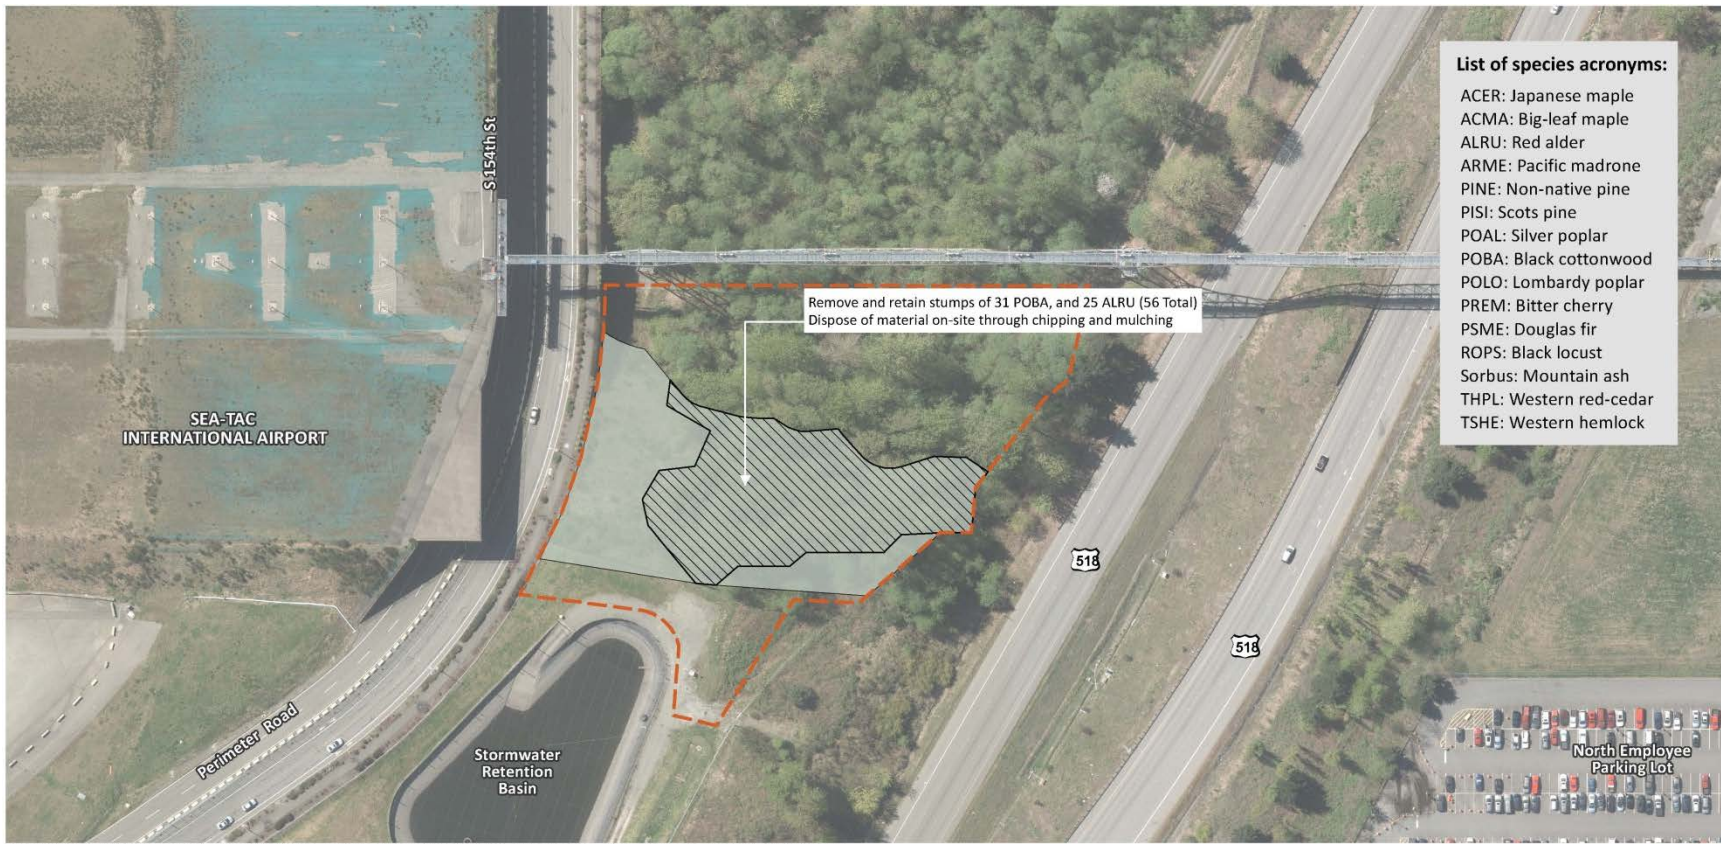 List of species acronyms:
ACER: Japanese maple
ACMA: Big-leaf maple
ALRU: Red alder
ARME: Pacific madrone
PINE: Non-native pine
PISI: Scots pine
POAL: Silver poplar
POBA: Black cottonwood
POLO: Lombardy poplar
PREM: Bitter cherry
PSME: Douglas fir
ROPS: Black locust
Sorbus: Mountain ash
THPL: Western red-cedar
TSHE: Western hemlock
S 154th St
Remove and retain stumps of 31 POBA, and 25 ALRU (56 Total)
Dispose of material on-site through chipping and mulching
SEA-TAC
INTERNATIONAL AIRPORT
518
518
Perimeter Road
Stormwater
Retention
Basin
North Employee
Parking Lot